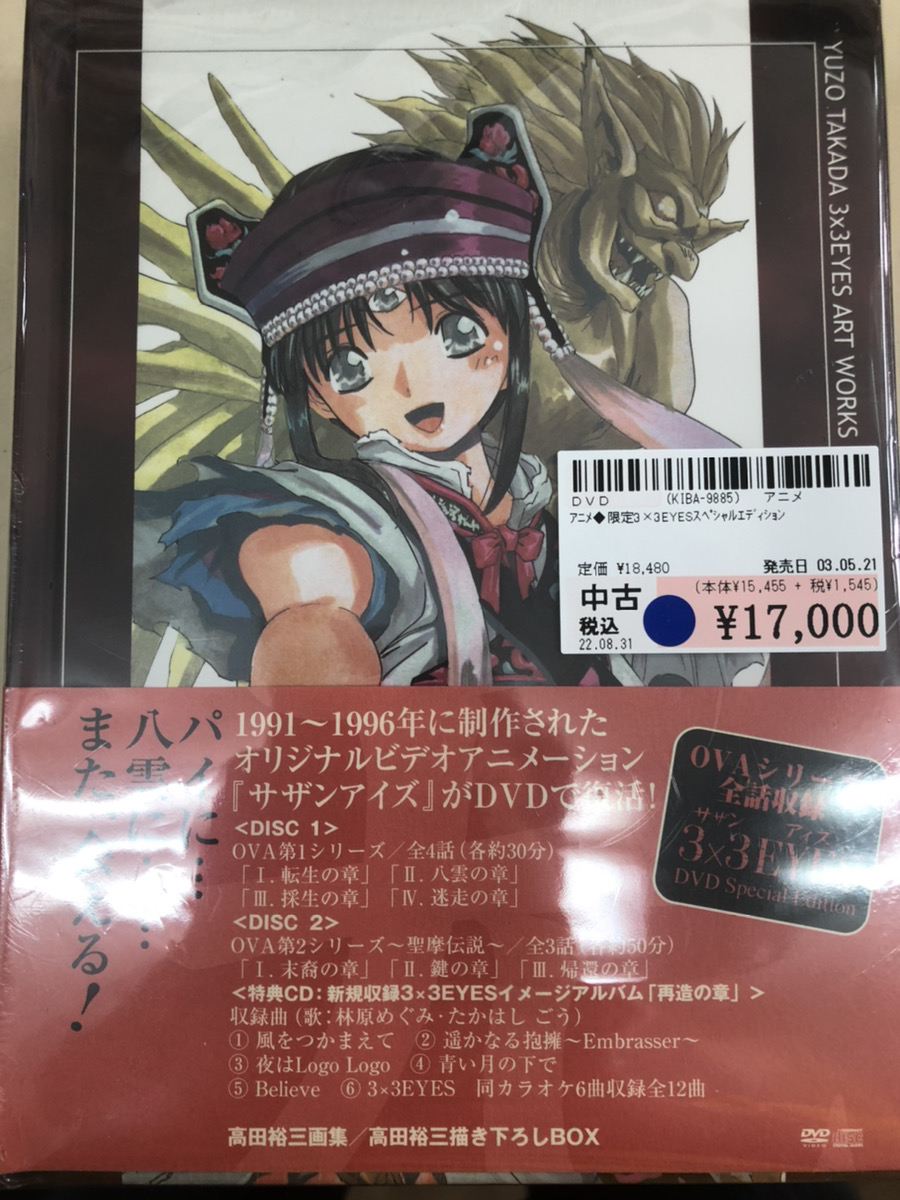 YUZO TAKADA 3x3EYES ART WORKS
DVD (KIBA-9885) アニメ
アニメ◆限定3×3EYESスペシャルエディション
定価 ¥18,480 発売日 03.05.21
(本体¥15,455 + 税¥1,545)
中古
税込
¥17,000
22.08.31
パイに…
八雲に…
また会える!
1991〜1996年に制作された
オリジナルビデオアニメーション
『サザンアイズ』がDVDで復活!
<DISC 1>
OVA第1シリーズ/全4話(各約30分)
「Ⅰ. 転生の章」「Ⅱ. 八雲の章」
「Ⅲ. 採生の章」「Ⅳ. 迷走の章」
<DISC 2>
OVA第2シリーズ〜聖摩伝説〜/全3話(各約50分)
「Ⅰ. 末裔の章」「Ⅱ. 鍵の章」「Ⅲ. 帰還の章」
<特典CD:新規収録3×3EYESイメージアルバム「再造の章」>
収録曲(歌:林原めぐみ・たかはし ごう)
① 風をつかまえて ② 遥かなる抱擁〜Embrasser〜
③ 夜はLogo Logo ④ 青い月の下で
⑤ Believe ⑥ 3×3EYES 同カラオケ6曲収録全12曲
高田裕三画集/高田裕三描き下ろしBOX
OVAシリーズ
全話収録
サザン アイズ
3×3EYES
DVD Special Edition
DVD VIDEO